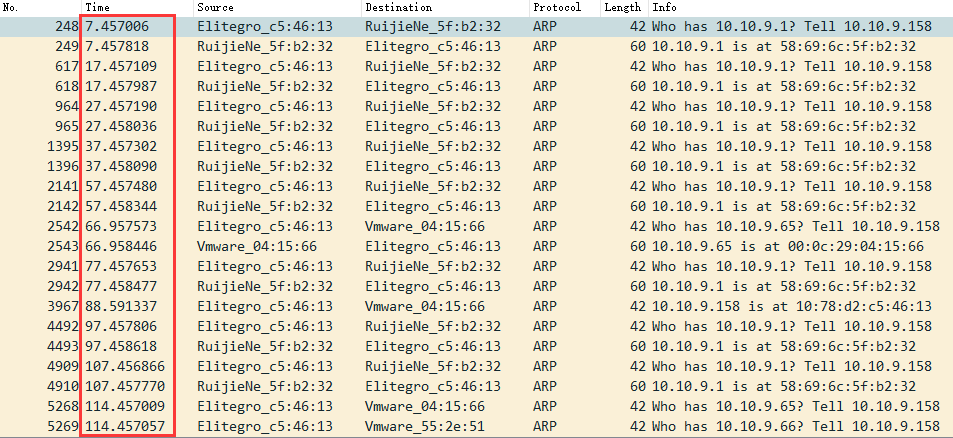 No. Time Source Destination Protocol Length Info
248 7.457006 Elitegro_c5:46:13 RuijieNe_5f:b2:32 ARP 42 Who has 10.10.9.1? Tell 10.10.9.158
249 7.457818 RuijieNe_5f:b2:32 Elitegro_c5:46:13 ARP 60 10.10.9.1 is at 58:69:6c:5f:b2:32
617 17.457109 Elitegro_c5:46:13 RuijieNe_5f:b2:32 ARP 42 Who has 10.10.9.1? Tell 10.10.9.158
618 17.457987 RuijieNe_5f:b2:32 Elitegro_c5:46:13 ARP 60 10.10.9.1 is at 58:69:6c:5f:b2:32
964 27.457190 Elitegro_c5:46:13 RuijieNe_5f:b2:32 ARP 42 Who has 10.10.9.1? Tell 10.10.9.158
965 27.458036 RuijieNe_5f:b2:32 Elitegro_c5:46:13 ARP 60 10.10.9.1 is at 58:69:6c:5f:b2:32
1395 37.457302 Elitegro_c5:46:13 RuijieNe_5f:b2:32 ARP 42 Who has 10.10.9.1? Tell 10.10.9.158
1396 37.458090 RuijieNe_5f:b2:32 Elitegro_c5:46:13 ARP 60 10.10.9.1 is at 58:69:6c:5f:b2:32
2141 57.457480 Elitegro_c5:46:13 RuijieNe_5f:b2:32 ARP 42 Who has 10.10.9.1? Tell 10.10.9.158
2142 57.458344 RuijieNe_5f:b2:32 Elitegro_c5:46:13 ARP 60 10.10.9.1 is at 58:69:6c:5f:b2:32
2542 66.957573 Elitegro_c5:46:13 Vmware_04:15:66 ARP 42 Who has 10.10.9.65? Tell 10.10.9.158
2543 66.958446 Vmware_04:15:66 Elitegro_c5:46:13 ARP 60 10.10.9.65 is at 00:0c:29:04:15:66
2941 77.457653 Elitegro_c5:46:13 RuijieNe_5f:b2:32 ARP 42 Who has 10.10.9.1? Tell 10.10.9.158
2942 77.458477 RuijieNe_5f:b2:32 Elitegro_c5:46:13 ARP 60 10.10.9.1 is at 58:69:6c:5f:b2:32
3967 88.591337 Elitegro_c5:46:13 Vmware_04:15:66 ARP 42 10.10.9.158 is at 10:78:d2:c5:46:13
4492 97.457806 Elitegro_c5:46:13 RuijieNe_5f:b2:32 ARP 42 Who has 10.10.9.1? Tell 10.10.9.158
4493 97.458618 RuijieNe_5f:b2:32 Elitegro_c5:46:13 ARP 60 10.10.9.1 is at 58:69:6c:5f:b2:32
4909 107.456866 Elitegro_c5:46:13 RuijieNe_5f:b2:32 ARP 42 Who has 10.10.9.1? Tell 10.10.9.158
4910 107.457770 RuijieNe_5f:b2:32 Elitegro_c5:46:13 ARP 60 10.10.9.1 is at 58:69:6c:5f:b2:32
5268 114.457009 Elitegro_c5:46:13 Vmware_04:15:66 ARP 42 Who has 10.10.9.65? Tell 10.10.9.158
5269 114.457057 Elitegro_c5:46:13 Vmware_55:2e:51 ARP 42 Who has 10.10.9.66? Tell 10.10.9.158